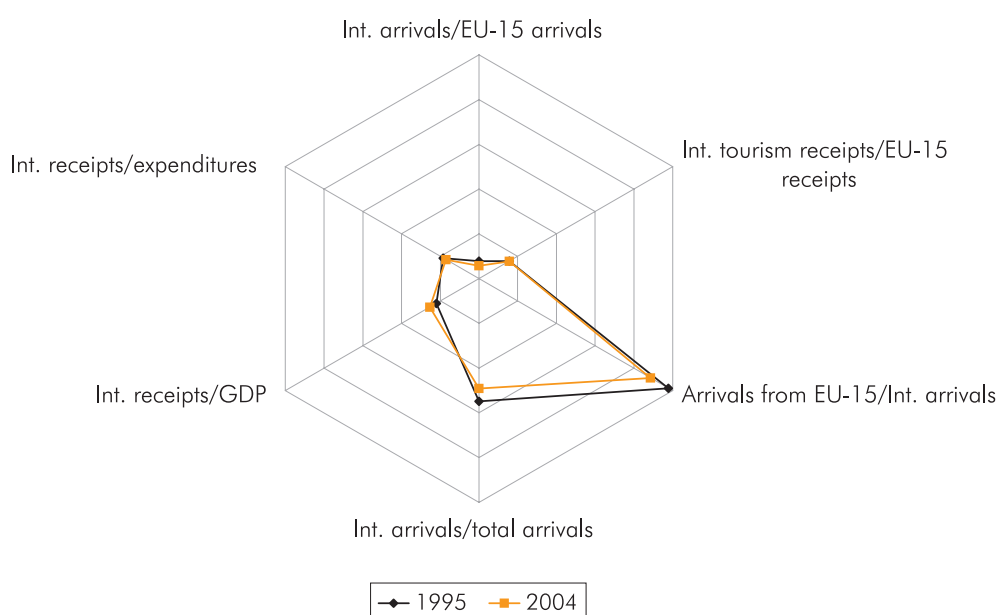 Int. arrivals/EU-15 arrivals
Int. receipts/expenditures
Int. tourism receipts/EU-15
receipts
Int. receipts/GDP
Arrivals from EU-15/Int. arrivals
Int. arrivals/total arrivals
1995
2004